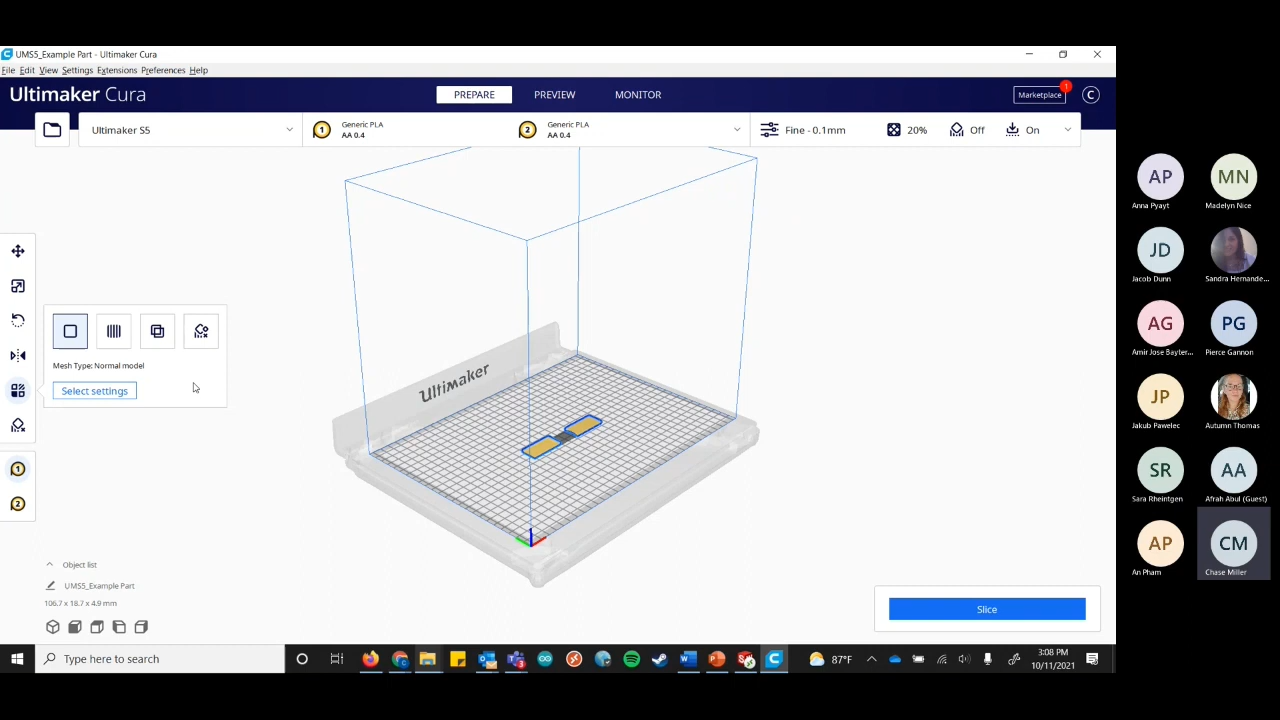 UMS5_Example Part - Ultimaker Cura
File Edit View Settings Extensions Preferences Help
Ultimaker Cura
PREPARE
PREVIEW
MONITOR
Marketplace
1
C
Ultimaker S5
1
Generic PLA
AA 0.4
2
Generic PLA
AA 0.4
Fine - 0.1mm
20%
Off
On
Mesh Type: Normal model
Select settings
Ultimaker
1
2
Object list
UMS5_Example Part
106.7 x 18.7 x 4.9 mm
Slice
AP
Anna Pyayt
MN
Madelyn Nice
JD
Jacob Dunn
Sandra Hernande...
AG
Amir Jose Bayter...
PG
Pierce Gannon
JP
Jakub Pawelec
Autumn Thomas
SR
Sara Rheintgen
AA
Afrah Abul (Guest)
AP
An Pham
CM
Chase Miller
Type here to search
87°F
3:08 PM
10/11/2021